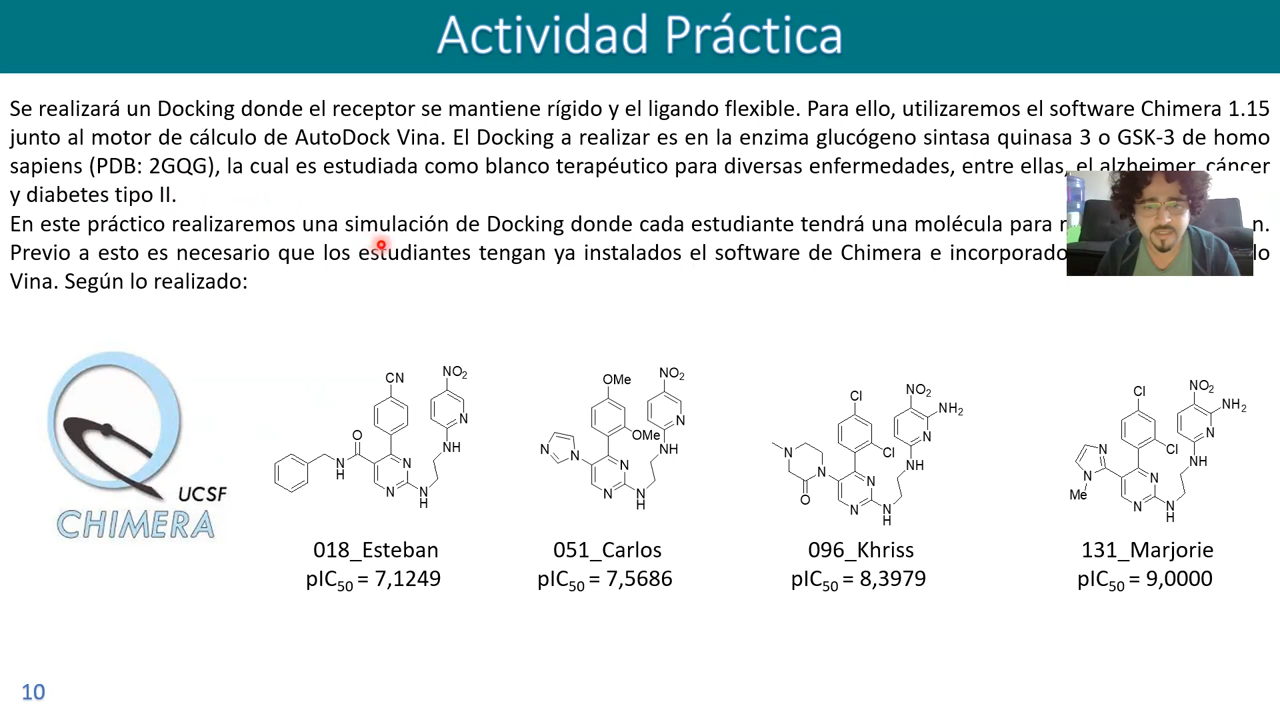 Actividad Práctica
Se realizará un Docking donde el receptor se mantiene rígido y el ligando flexible. Para ello, utilizaremos el software Chimera 1.15
junto al motor de cálculo de AutoDock Vina. El Docking a realizar es en la enzima glucógeno sintasa quinasa 3 o GSK-3 de homo
sapiens (PDB: 2GQG), la cual es estudiada como blanco terapéutico para diversas enfermedades, entre ellas, el alzheimer, cáncer
y diabetes tipo II.
En este práctico realizaremos una simulación de Docking donde cada estudiante tendrá una molécula para
Previo a esto es necesario que los estudiantes tengan ya instalados el software de Chimera e incorporado
Vina. Según lo realizado:
UCSF
CHIMERA
CN
NO2
N
NH
O
N
H
N
N
N
H
OMe
NO2
OMe
N
NH
N
N
N
N
N
H
Cl
NO2
NH2
N
Cl
NH
N
N
O
N
N
N
H
Cl
NO2
NH2
N
Cl
NH
N
N
Me
N
N
N
H
018_Esteban
pIC50 = 7,1249
051_Carlos
pIC50 = 7,5686
096_Khriss
pIC50 = 8,3979
131_Marjorie
pIC50 = 9,0000
10